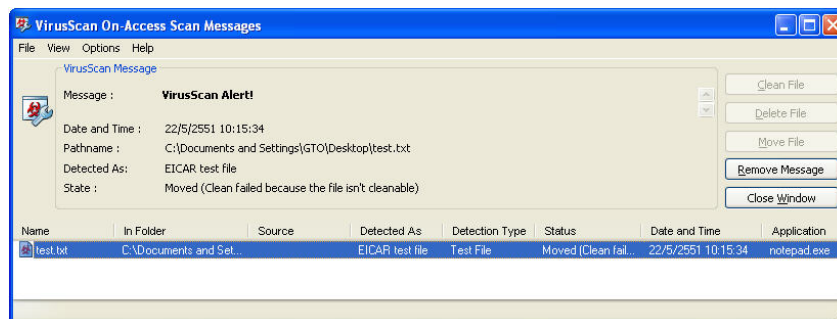 VirusScan On-Access Scan Messages
File View Options Help
VirusScan Message
Message : VirusScan Alert!
Date and Time : 22/5/2551 10:15:34
Pathname : C:\Documents and Settings\GTO\Desktop\test.txt
Detected As: EICAR test file
State : Moved (Clean failed because the file isn't cleanable)
Clean File
Delete File
Move File
Remove Message
Close Window
Name In Folder Source Detected As Detection Type Status Date and Time Application
test.txt C:\Documents and Set... EICAR test file Test File Moved (Clean fail... 22/5/2551 10:15:34 notepad.exe